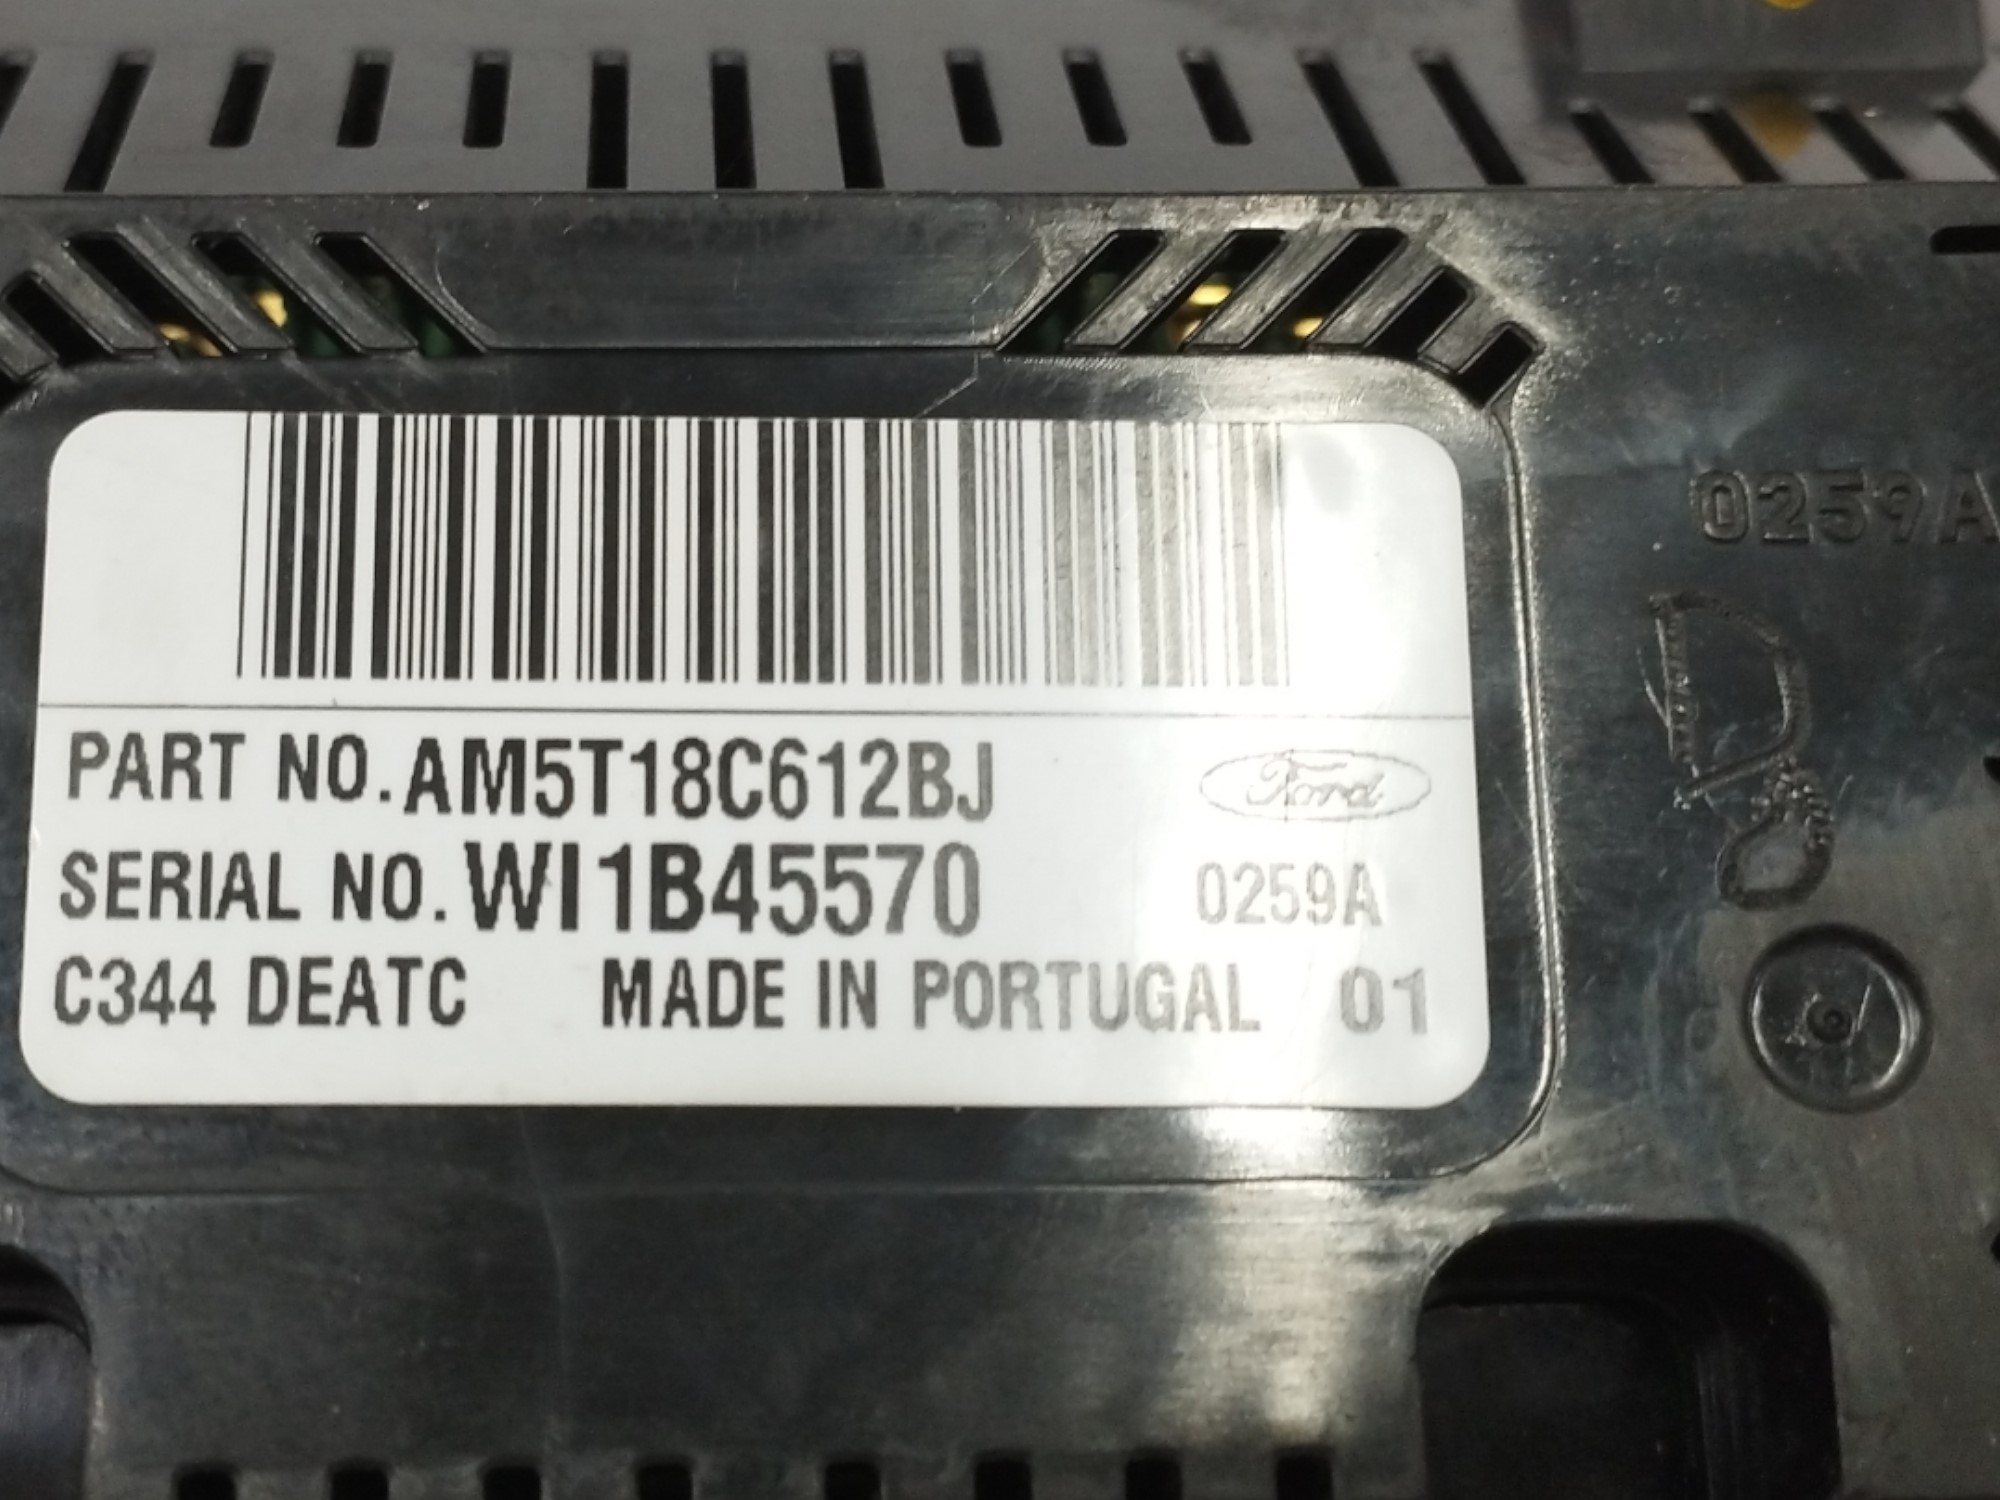 0259A
PART NO. AM5T18C612BJ
Ford
SERIAL NO. WI1B45570
0259A
C344 DEATC MADE IN PORTUGAL 01